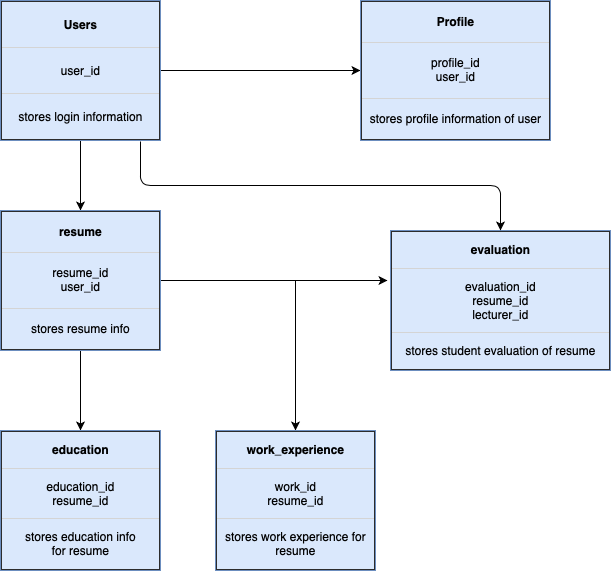 Users
user_id
stores login information
Profile
profile_id
user_id
stores profile information of user
resume
resume_id
user_id
stores resume info
evaluation
evaluation_id
resume_id
lecturer_id
stores student evaluation of resume
education
education_id
resume_id
stores education info
for resume
work_experience
work_id
resume_id
stores work experience for
resume